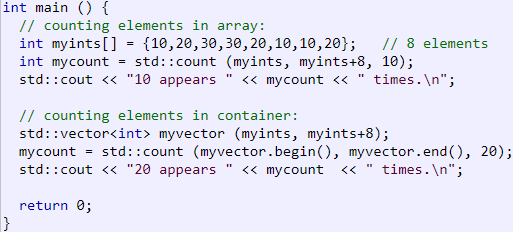 int main () {
  // counting elements in array:
  int myints[] = {10,20,30,30,20,10,10,20};   // 8 elements
  int mycount = std::count (myints, myints+8, 10);
  std::cout << "10 appears " << mycount << " times.\n";

  // counting elements in container:
  std::vector<int> myvector (myints, myints+8);
  mycount = std::count (myvector.begin(), myvector.end(), 20);
  std::cout << "20 appears " << mycount  << " times.\n";

  return 0;
}